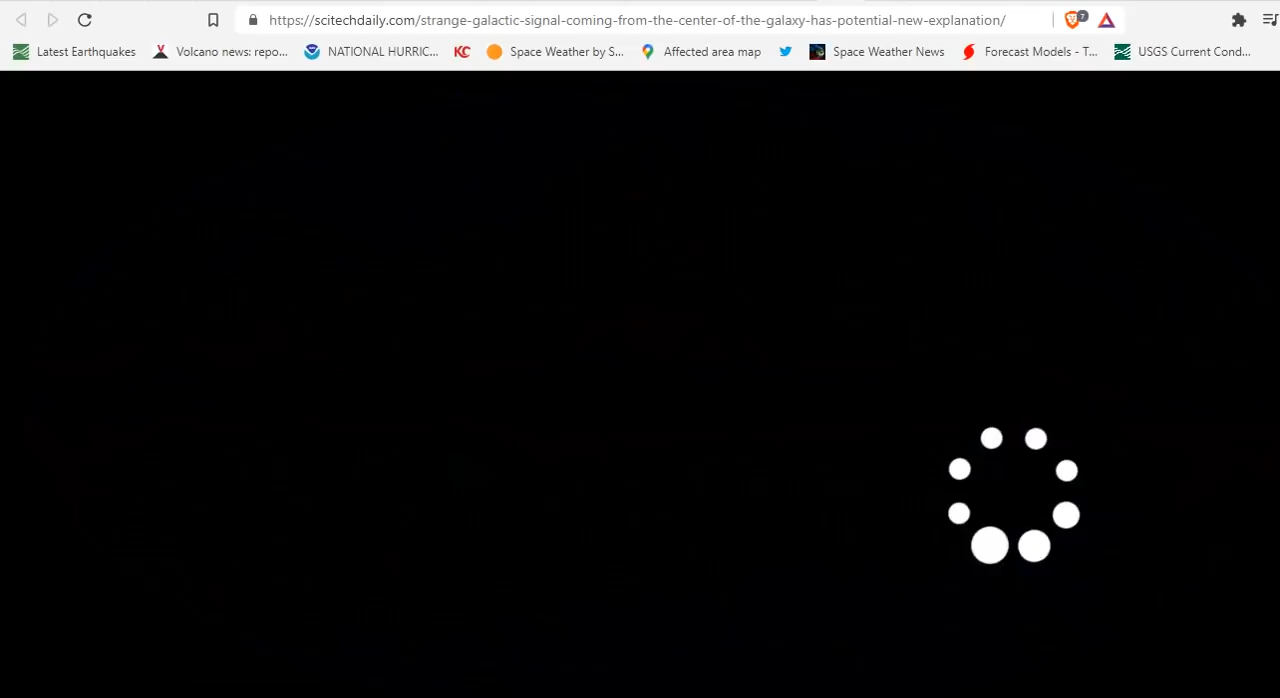 https://scitechdaily.com/strange-galactic-signal-coming-from-the-center-of-the-galaxy-has-potential-new-explanation/ 7
Latest Earthquakes Volcano news: repo... NATIONAL HURRIC... KC Space Weather by S... Affected area map Space Weather News Forecast Models - T... USGS Current Cond...